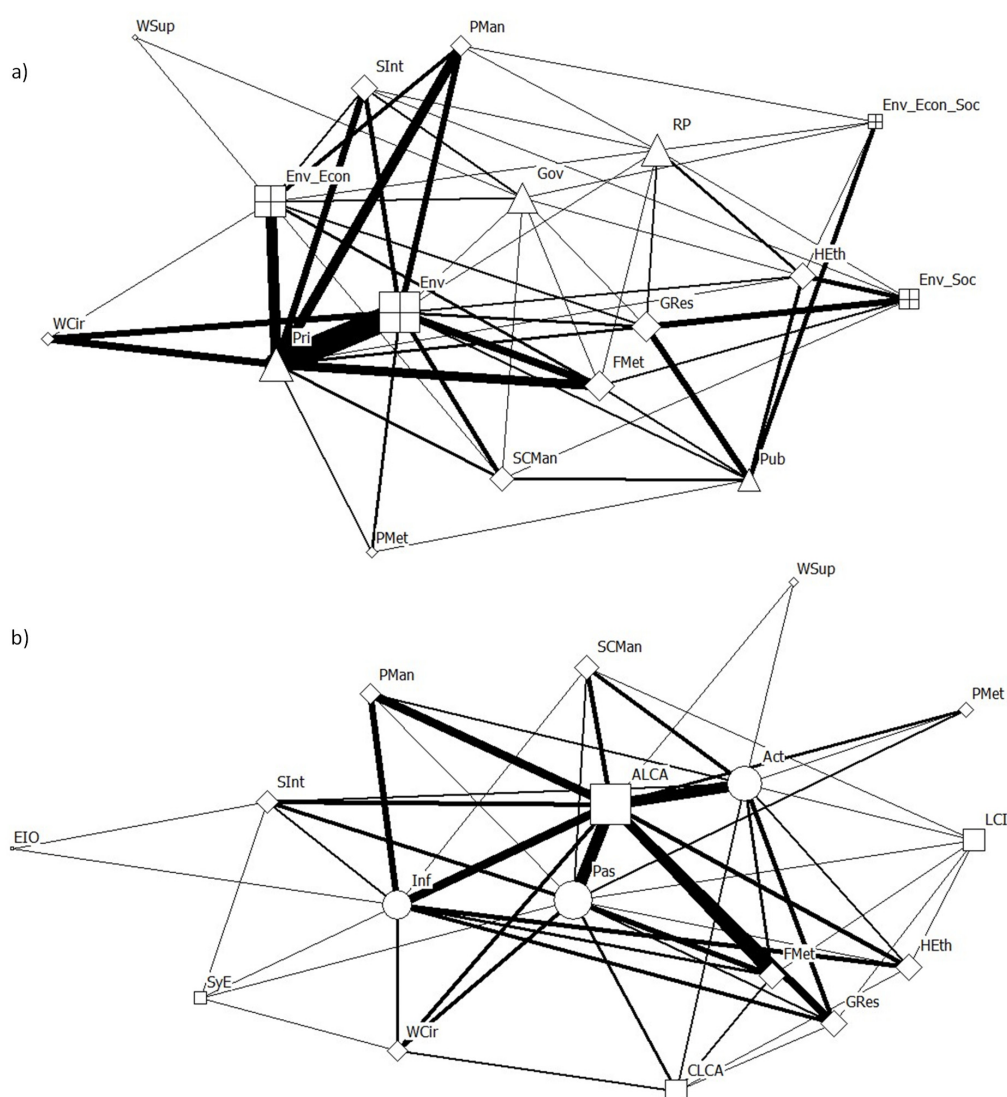 WSup
PMan
a)
SInt
Env_Econ_Soc
RP
Env_Econ
Gov
HEth
Env
Env_Soc
GRes
WCir
Pri
FMet
SCMan
Pub
PMet
WSup
b)
SCMan
PMan
PMet
Act
SInt
ALCA
LCI
EIO
Pas
Inf
HEth
FMet
SyE
GRes
WCir
CLCA